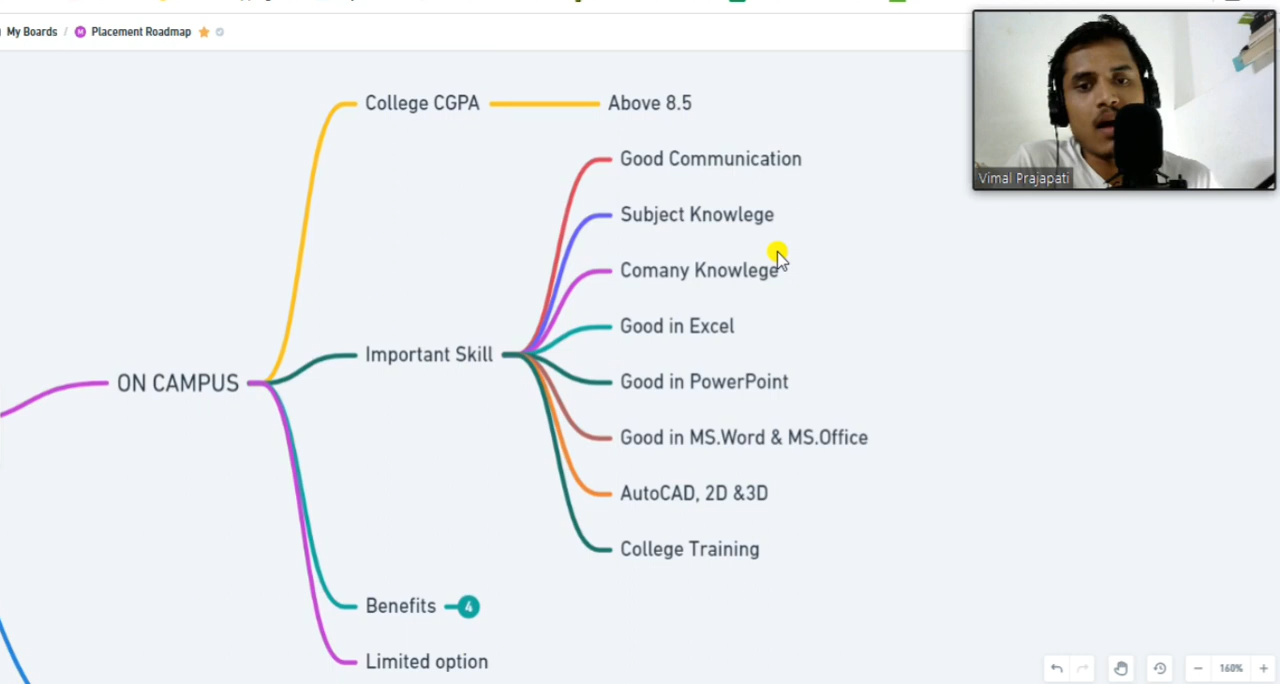 My Boards / M Placement Roadmap
Vimal Prajapati
College CGPA
Above 8.5
Good Communication
Subject Knowlege
Comany Knowlege
Good in Excel
Important Skill
ON CAMPUS
Good in PowerPoint
Good in MS.Word & MS.Office
AutoCAD, 2D &3D
College Training
Benefits
4
Limited option
160%